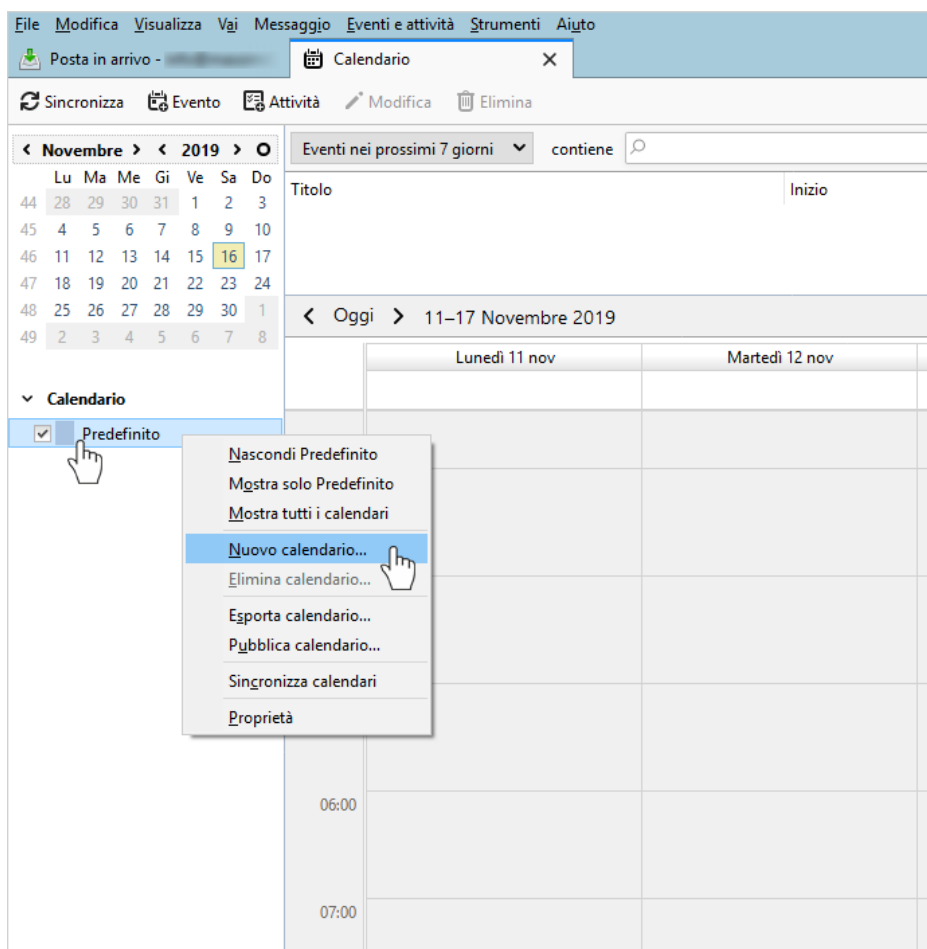 File Modifica Visualizza Vai Messaggio Eventi e attività Strumenti Aiuto
Posta in arrivo - 
Calendario
Sincronizza Evento Attività Modifica Elimina
Novembre 2019
Eventi nei prossimi 7 giorni contiene
Lu Ma Me Gi Ve Sa Do
44 28 29 30 31 1 2 3
45 4 5 6 7 8 9 10
46 11 12 13 14 15 16 17
47 18 19 20 21 22 23 24
48 25 26 27 28 29 30 1
49 2 3 4 5 6 7 8
Titolo Inizio
Oggi 11–17 Novembre 2019
Lunedì 11 nov Martedì 12 nov
Calendario
Predefinito
Nascondi Predefinito
Mostra solo Predefinito
Mostra tutti i calendari
Nuovo calendario...
Elimina calendario...
Esporta calendario...
Pubblica calendario...
Sincronizza calendari
Proprietà
06:00
07:00